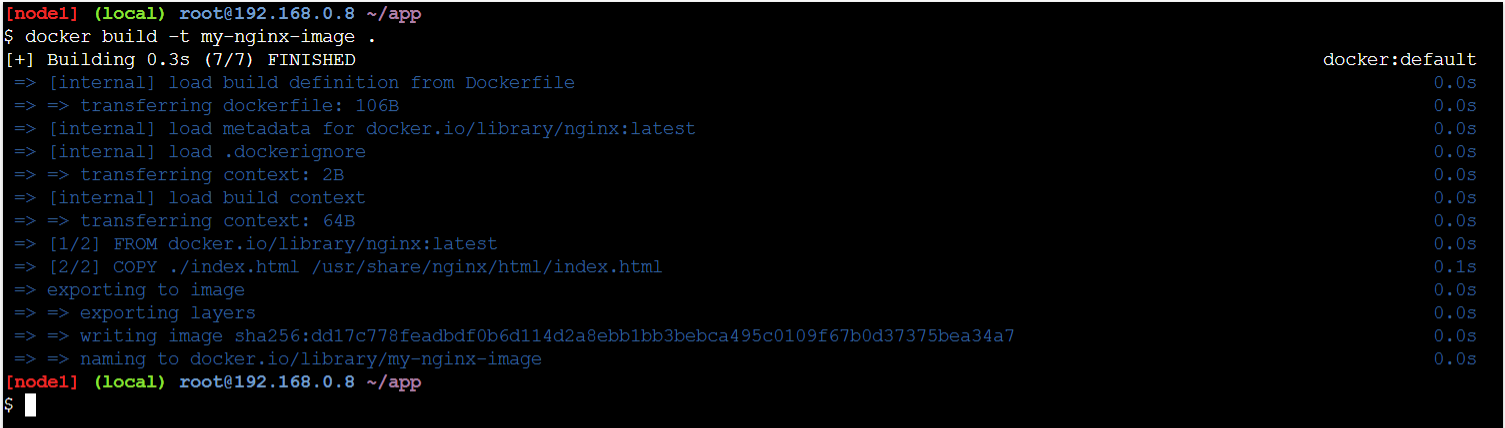 [node1] (local) root@192.168.0.8 ~/app
$ docker build -t my-nginx-image .
[+] Building 0.3s (7/7) FINISHED docker:default
=> [internal] load build definition from Dockerfile 0.0s
=> => transferring dockerfile: 106B 0.0s
=> [internal] load metadata for docker.io/library/nginx:latest 0.0s
=> [internal] load .dockerignore 0.0s
=> => transferring context: 2B 0.0s
=> [internal] load build context 0.0s
=> => transferring context: 64B 0.0s
=> [1/2] FROM docker.io/library/nginx:latest 0.0s
=> [2/2] COPY ./index.html /usr/share/nginx/html/index.html 0.1s
=> exporting to image 0.0s
=> => exporting layers 0.0s
=> => writing image sha256:dd17c778feadbdf0b6d114d2a8ebb1bb3bebca495c0109f67b0d37375bea34a7 0.0s
=> => naming to docker.io/library/my-nginx-image 0.0s
[node1] (local) root@192.168.0.8 ~/app
$